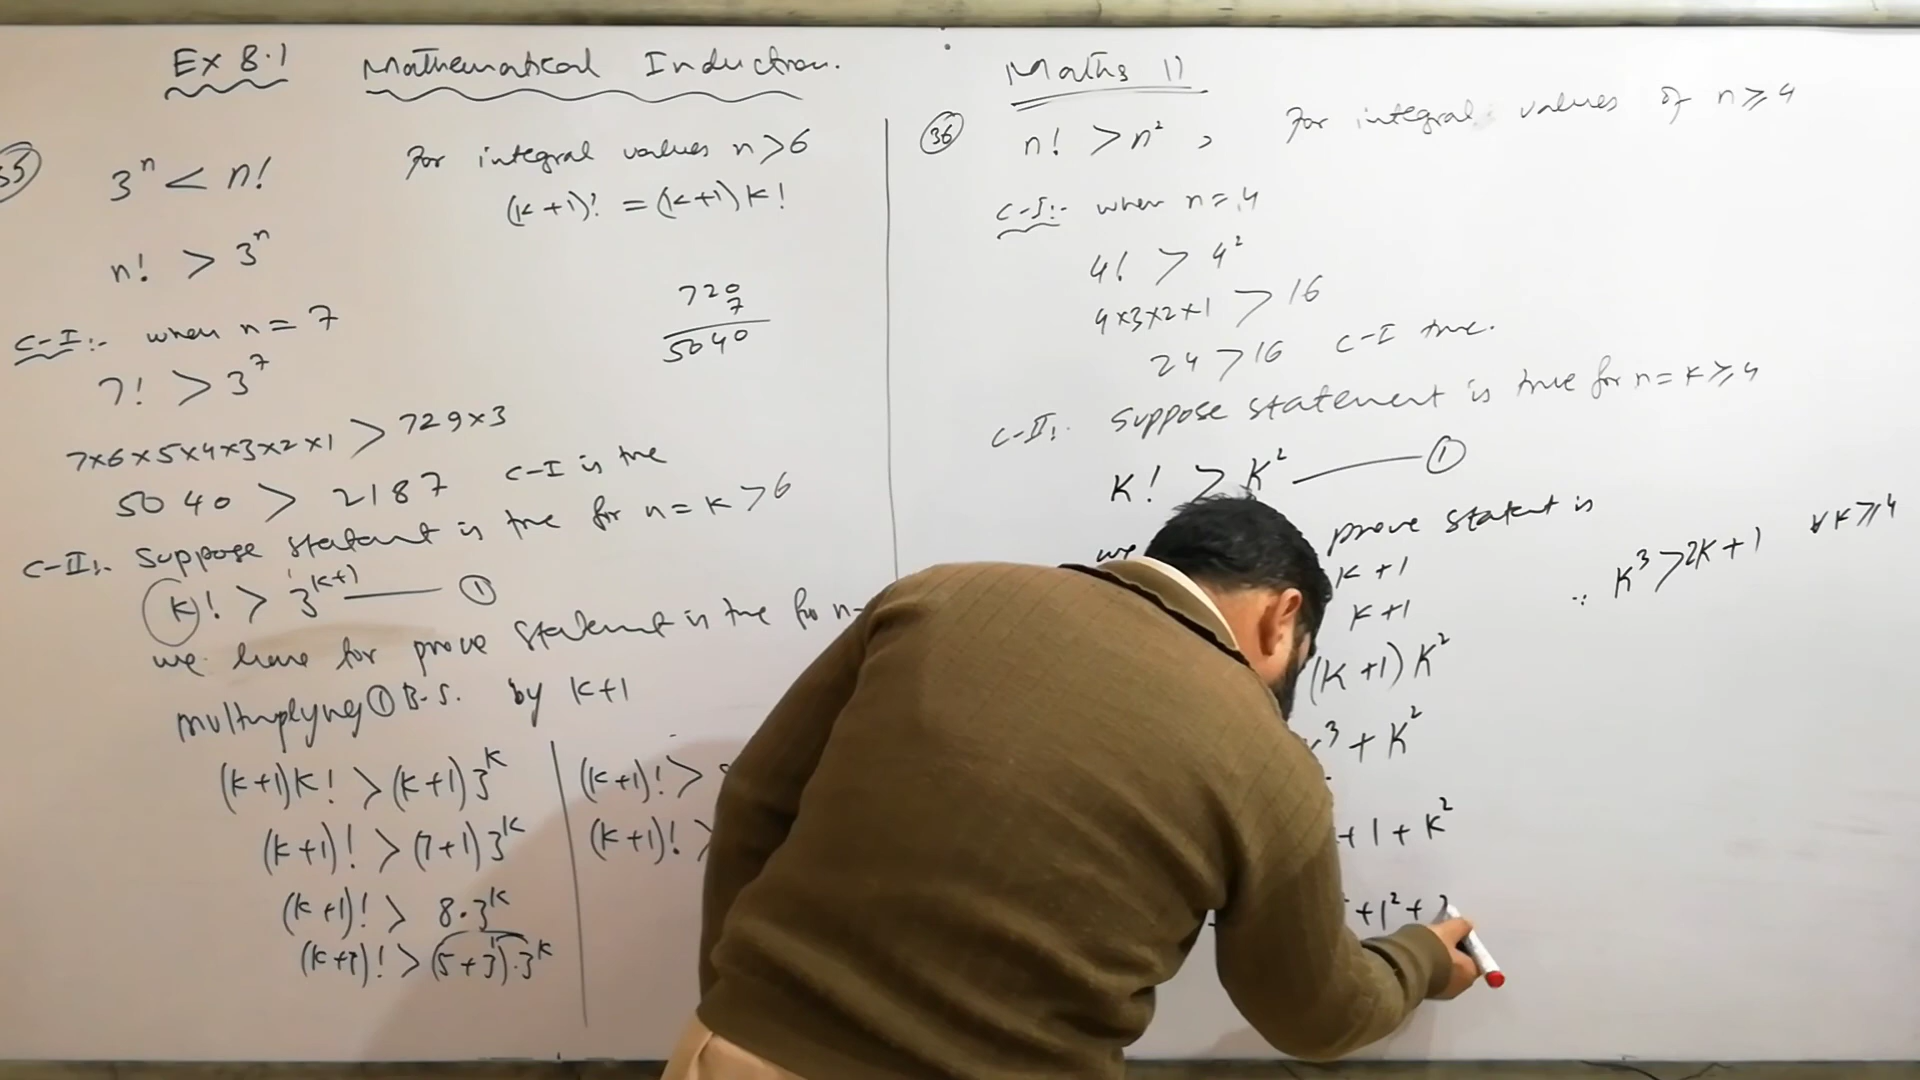 Ex 8.1 Mathematical Induction.
35 3ⁿ < n! For integral values n > 6
(k+1)! = (k+1) k!
n! > 3ⁿ
720
7
5040
C-I:- when n = 7
7! > 3⁷
7×6×5×4×3×2×1 > 729×3
5040 > 2187 C-I is true
C-II:. Suppose statement is true for n = k > 6
k! > 3ᵏ⁺¹ ① 
we have for prove statement is true for n
Multiplying ① B.S. by k+1
(k+1)k! > (k+1)3ᵏ
(k+1)! > (7+1)3ᵏ
(k+1)! > 8.3ᵏ
(k+1)! > (5+3¹).3ᵏ
(k+1)! >
(k+1)! >
Maths 11
36 n! > n², For integral values of n ≥ 4
C-I:- when n = 4
4! > 4²
4×3×2×1 > 16
24 > 16 C-I true.
C-II:. Suppose statement is true for n = k ≥ 4
k! > k² ①
we prove statent is
k+1
k+1
∵ k³ > 2k+1 ∀ k ≥ 4
(k+1)k²
³ + k²
+ 1 + k²
+ 1² +